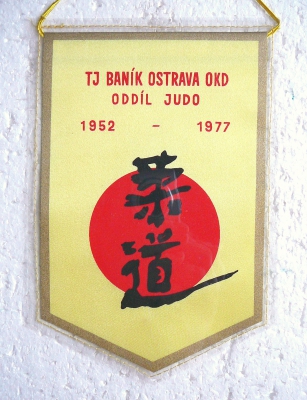 TJ BANÍK OSTRAVA OKD
ODDÍL JUDO
1952 - 1977
柔道